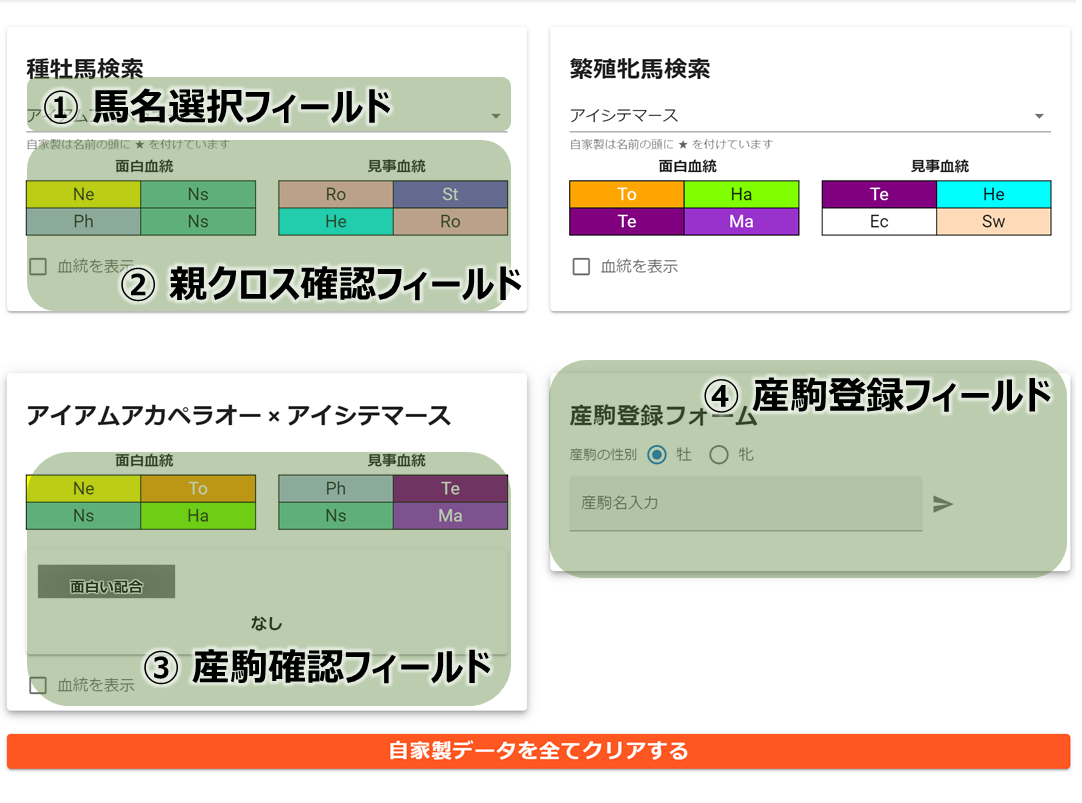 種牡馬検索
① 馬名選択フィールド
自家製は名前の頭に ★ を付けています
面白血統 見事血統
Ne Ns Ro St
Ph Ns He Ro
血統を表示
② 親クロス確認フィールド
繁殖牝馬検索
アイシテマース
自家製は名前の頭に ★ を付けています
面白血統 見事血統
To Ha Te He
Te Ma Ec Sw
血統を表示
アイアムアカペラオー × アイシテマース
面白血統 見事血統
Ne To Ph Te
Ns Ha Ns Ma
面白い配合
なし
③ 産駒確認フィールド
血統を表示
④ 産駒登録フィールド
産駒登録フォーム
産駒の性別 牡 牝
産駒名入力
自家製データを全てクリアする